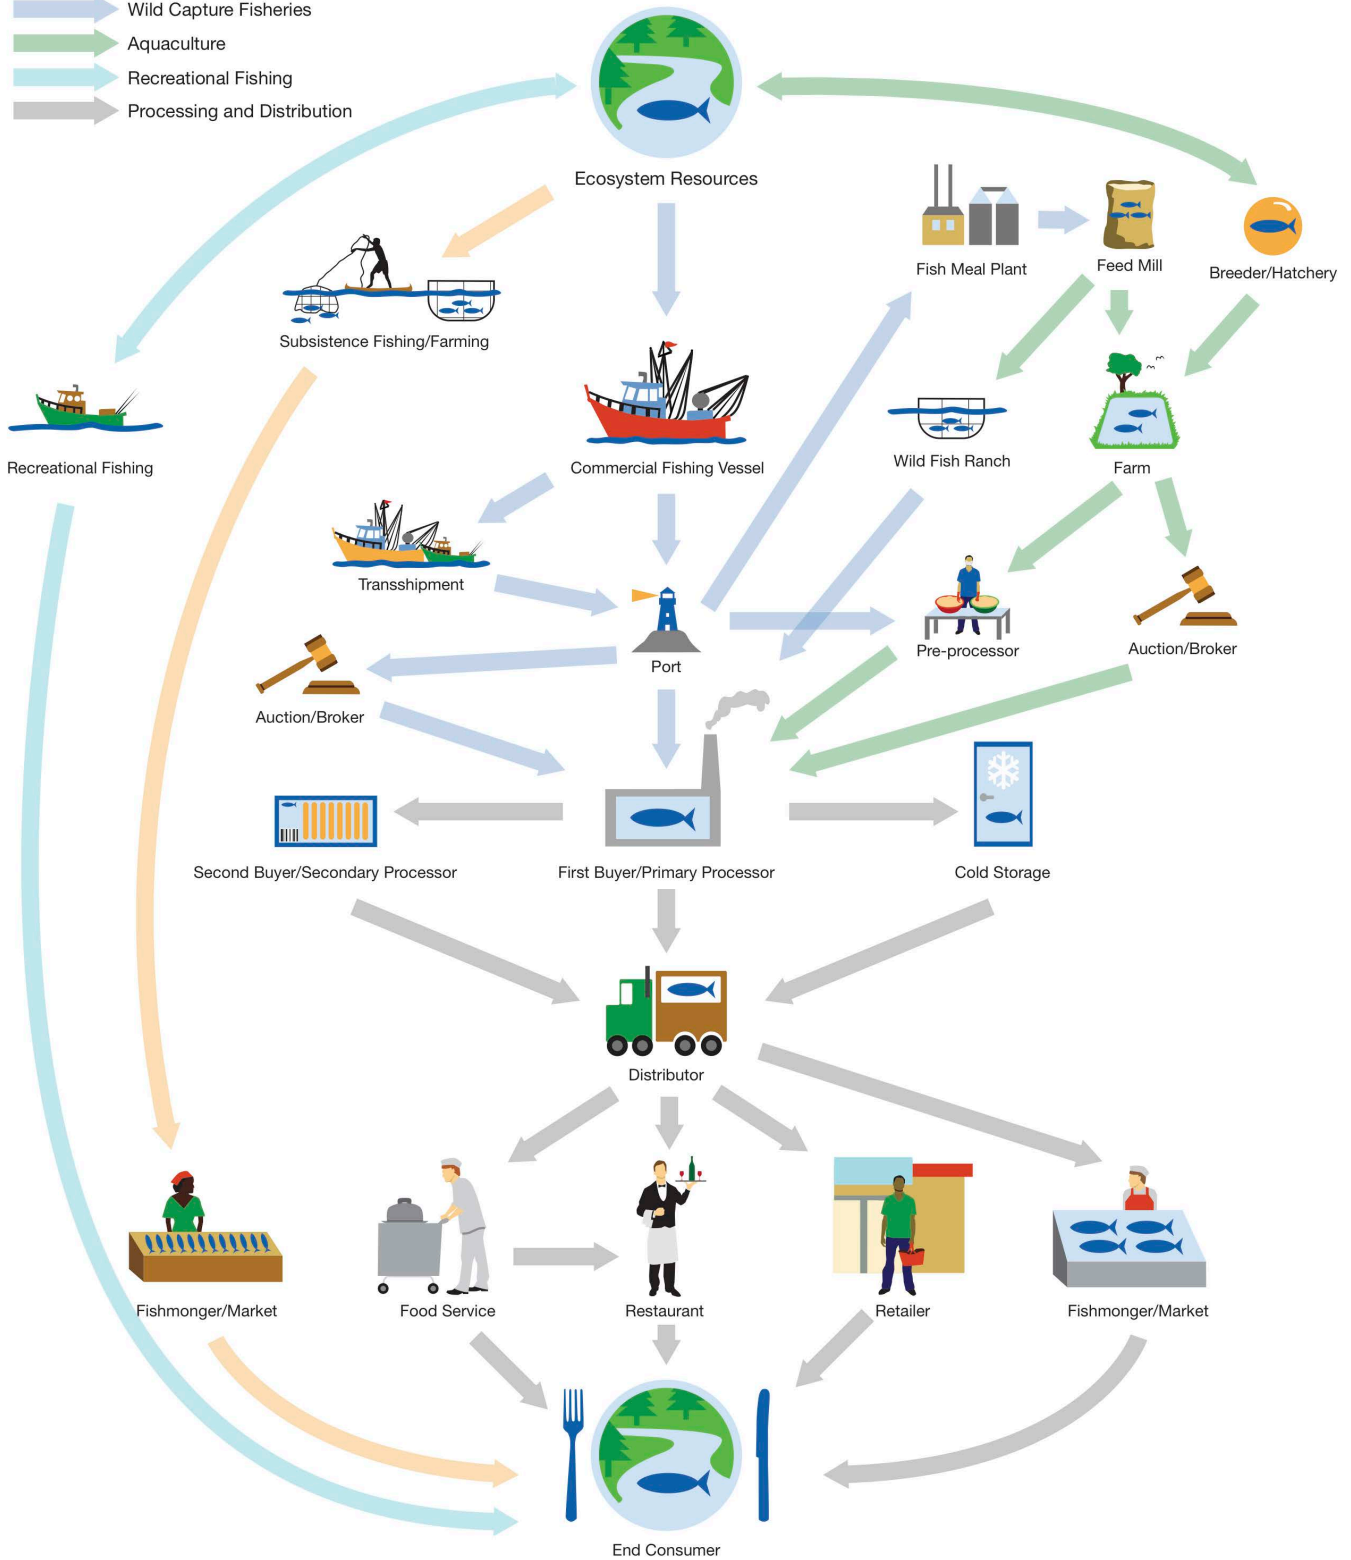 Wild Capture Fisheries
Aquaculture
Recreational Fishing
Processing and Distribution
Ecosystem Resources
Fish Meal Plant
Feed Mill
Breeder/Hatchery
Subsistence Fishing/Farming
Recreational Fishing
Commercial Fishing Vessel
Wild Fish Ranch
Farm
Transshipment
Port
Pre-processor
Auction/Broker
Auction/Broker
Second Buyer/Secondary Processor
First Buyer/Primary Processor
Cold Storage
Distributor
Fishmonger/Market
Food Service
Restaurant
Retailer
Fishmonger/Market
End Consumer